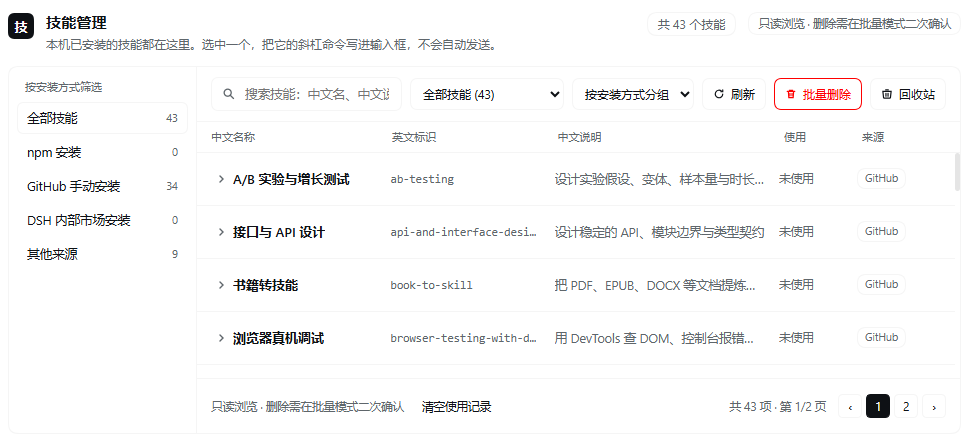 技
技能管理
共 43 个技能
只读浏览 · 删除需在批量模式二次确认
本机已安装的技能都在这里。选中一个，把它的斜杠命令写进输入框，不会自动发送。
按安装方式筛选
全部技能 43
npm 安装 0
GitHub 手动安装 34
DSH 内部市场安装 0
其他来源 9
搜索技能：中文名、中文说
全部技能 (43)
按安装方式分组
刷新
批量删除
回收站
中文名称 英文标识 中文说明 使用 来源
A/B 实验与增长测试 ab-testing 设计实验假设、变体、样本量与时长... 未使用 GitHub
接口与 API 设计 api-and-interface-desi... 设计稳定的 API、模块边界与类型契约 未使用 GitHub
书籍转技能 book-to-skill 把 PDF、EPUB、DOCX 等文档提炼... 未使用 GitHub
浏览器真机调试 browser-testing-with-d... 用 DevTools 查 DOM、控制台报错... 未使用 GitHub
只读浏览 · 删除需在批量模式二次确认 清空使用记录 共 43 项 · 第 1/2 页 ‹ 1 2 ›